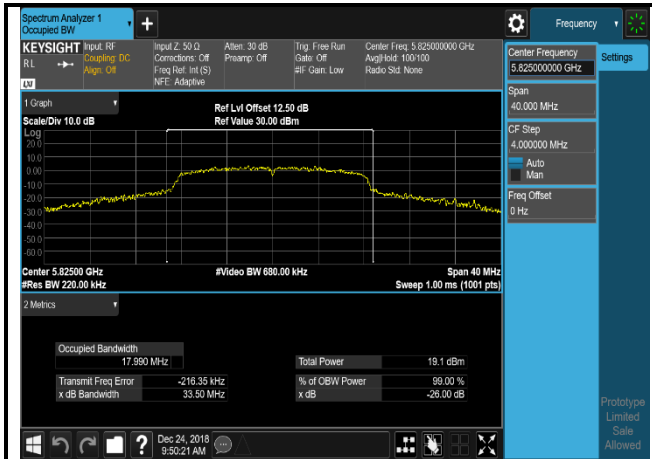 Spectrum Analyzer 1
Occupied BW
+
Frequency
KEYSIGHT
RL
LXI
Input: RF
Coupling: DC
Align: Off
Input Z: 50 Ω
Corrections: Off
Freq Ref: Int (S)
NFE: Adaptive
Atten: 30 dB
Preamp: Off
Trig: Free Run
Gate: Off
#IF Gain: Low
Center Freq: 5.825000000 GHz
Avg|Hold: 100/100
Radio Std: None
Center Frequency
5.825000000 GHz
Settings
Span
40.000 MHz
CF Step
4.000000 MHz
Auto
Man
Freq Offset
0 Hz
1 Graph
Scale/Div 10.0 dB
Ref Lvl Offset 12.50 dB
Ref Value 30.00 dBm
Log
20.0
10.0
0.00
-10.0
-20.0
-30.0
-40.0
-50.0
-60.0
Center 5.82500 GHz
#Res BW 220.00 kHz
#Video BW 680.00 kHz
Span 40 MHz
Sweep 1.00 ms (1001 pts)
2 Metrics
Occupied Bandwidth
17.990 MHz
Total Power 19.1 dBm
Transmit Freq Error -216.35 kHz
% of OBW Power 99.00 %
x dB Bandwidth 33.50 MHz
x dB -26.00 dB
Prototype
Limited
Sale
Allowed
?
Dec 24, 2018
9:50:21 AM